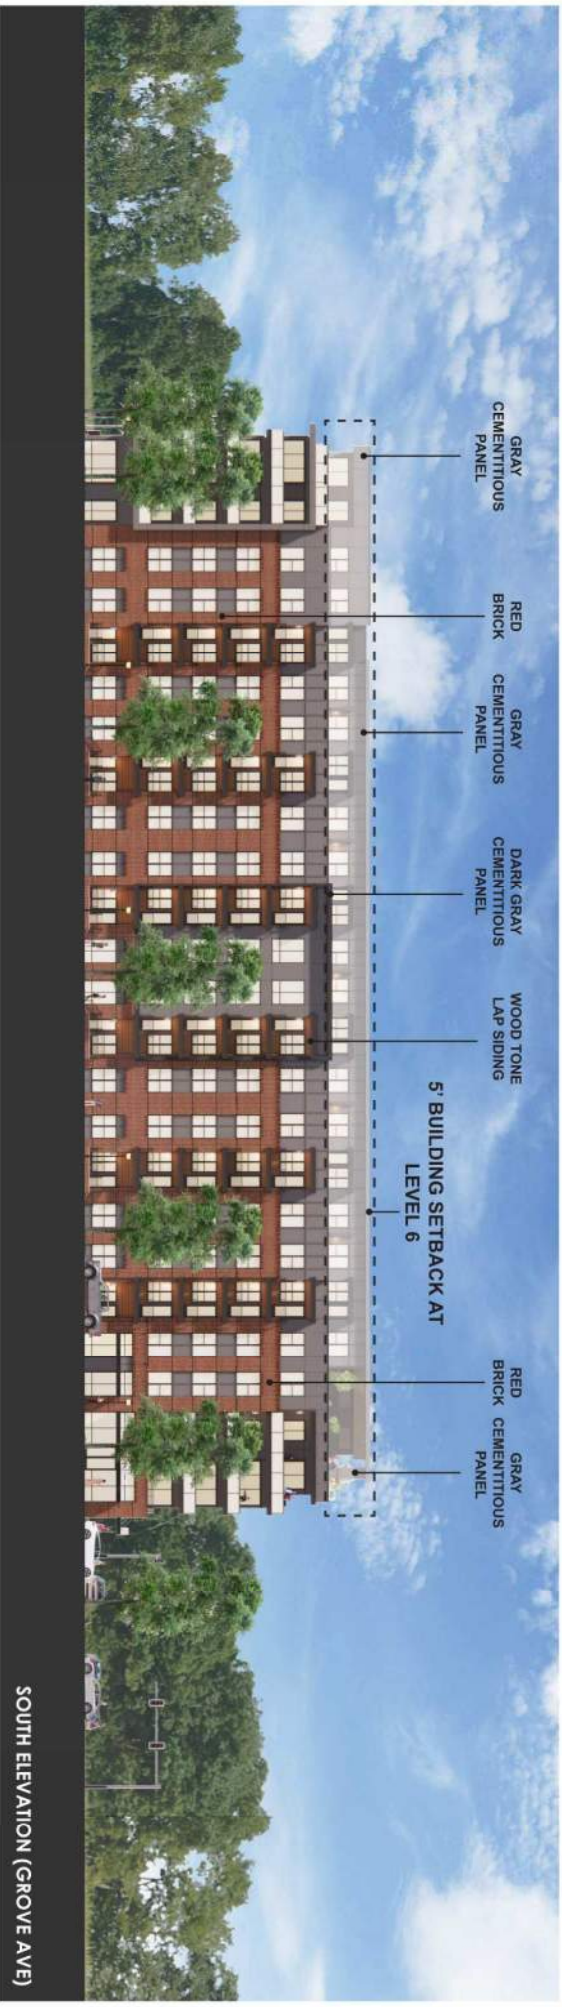 GRAY
CEMENTITIOUS
PANEL
RED
BRICK
GRAY
CEMENTITIOUS
PANEL
DARK GRAY
CEMENTITIOUS
PANEL
WOOD TONE
LAP SIDING
5' BUILDING SETBACK AT
LEVEL 6
RED
BRICK
GRAY
CEMENTITIOUS
PANEL
SOUTH ELEVATION (GROVE AVE)